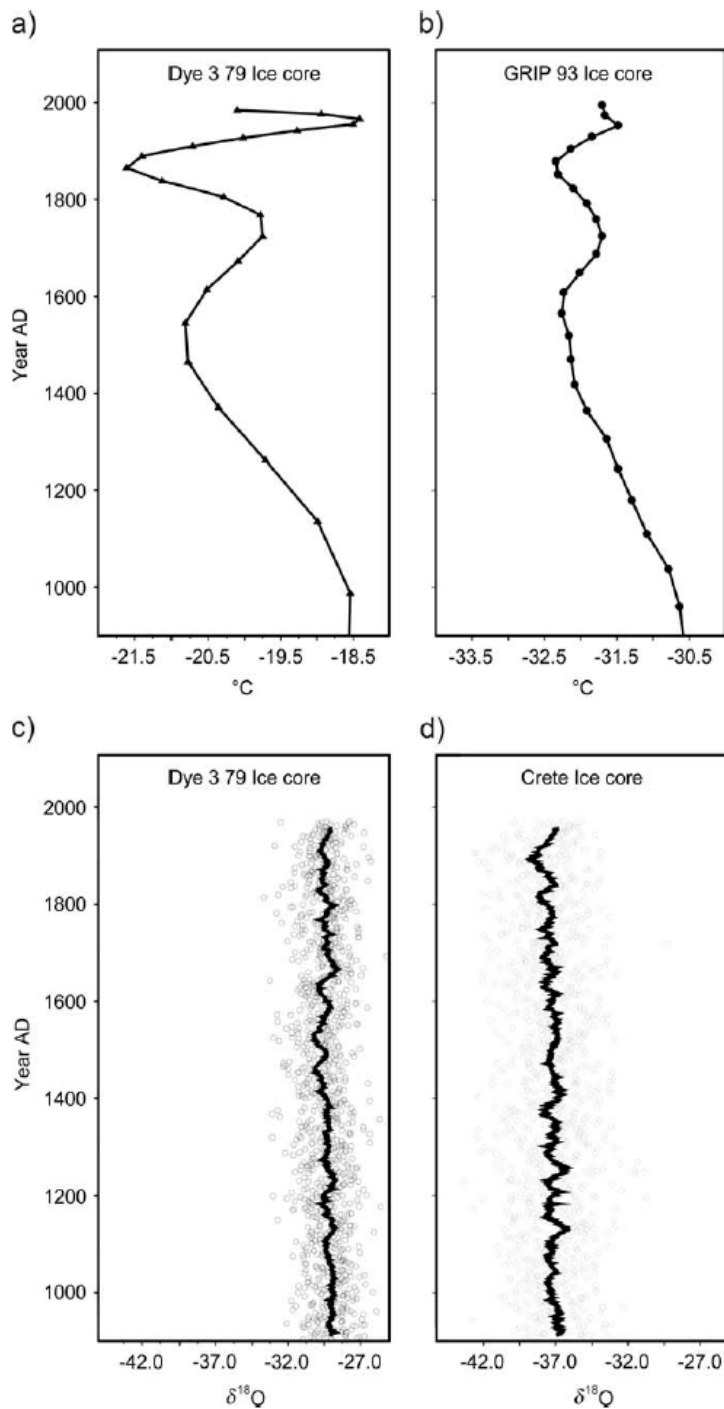 a)
b)
Dye 3 79 Ice core
GRIP 93 Ice core
2000
1800
1600
1400
1200
1000
Year AD
-21.5 -20.5 -19.5 -18.5
-33.5 -32.5 -31.5 -30.5
°C
°C
c)
d)
Dye 3 79 Ice core
Crete Ice core
2000
1800
1600
1400
1200
1000
Year AD
-42.0 -37.0 -32.0 -27.0
-42.0 -37.0 -32.0 -27.0
δ¹⁸O
δ¹⁸O